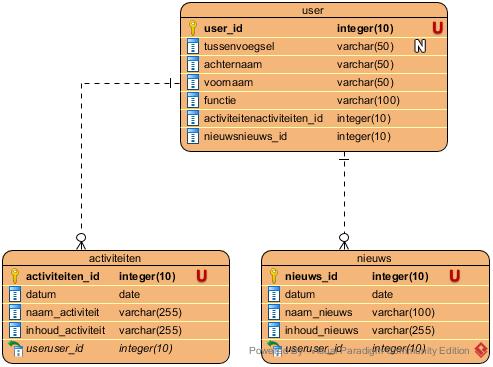 user
user_id integer(10) U
tussenvoegsel varchar(50) N
achternaam varchar(50)
voornaam varchar(50)
functie varchar(100)
activiteitenactiviteiten_id integer(10)
nieuwsnieuws_id integer(10)
activiteiten
activiteiten_id integer(10) U
datum date
naam_activiteit varchar(255)
inhoud_activiteit varchar(255)
useruser_id integer(10)
nieuws
nieuws_id integer(10) U
datum date
naam_nieuws varchar(100)
inhoud_nieuws varchar(255)
useruser_id integer(10)
Powered By Visual Paradigm Community Edition